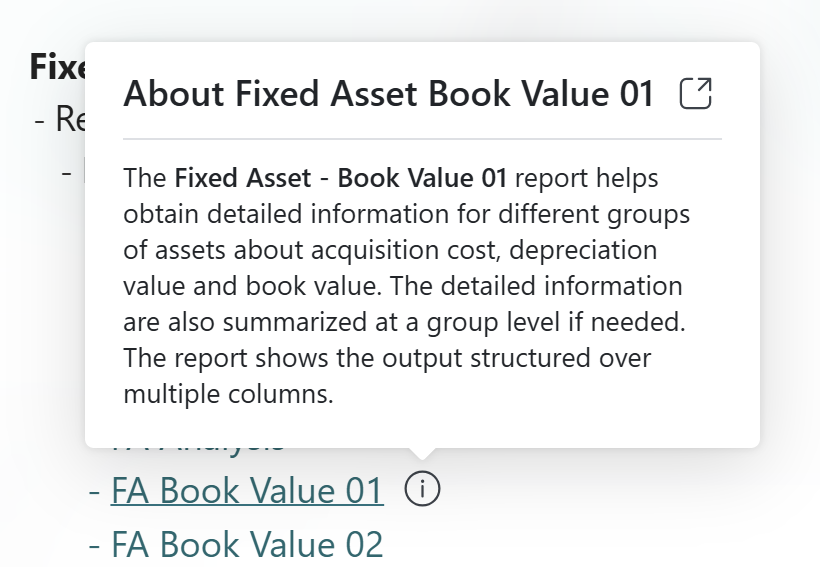 About Fixed Asset Book Value 01
The Fixed Asset - Book Value 01 report helps
obtain detailed information for different groups
of assets about acquisition cost, depreciation
value and book value. The detailed information
are also summarized at a group level if needed.
The report shows the output structured over
multiple columns.
- FA Book Value 01
- FA Book Value 02